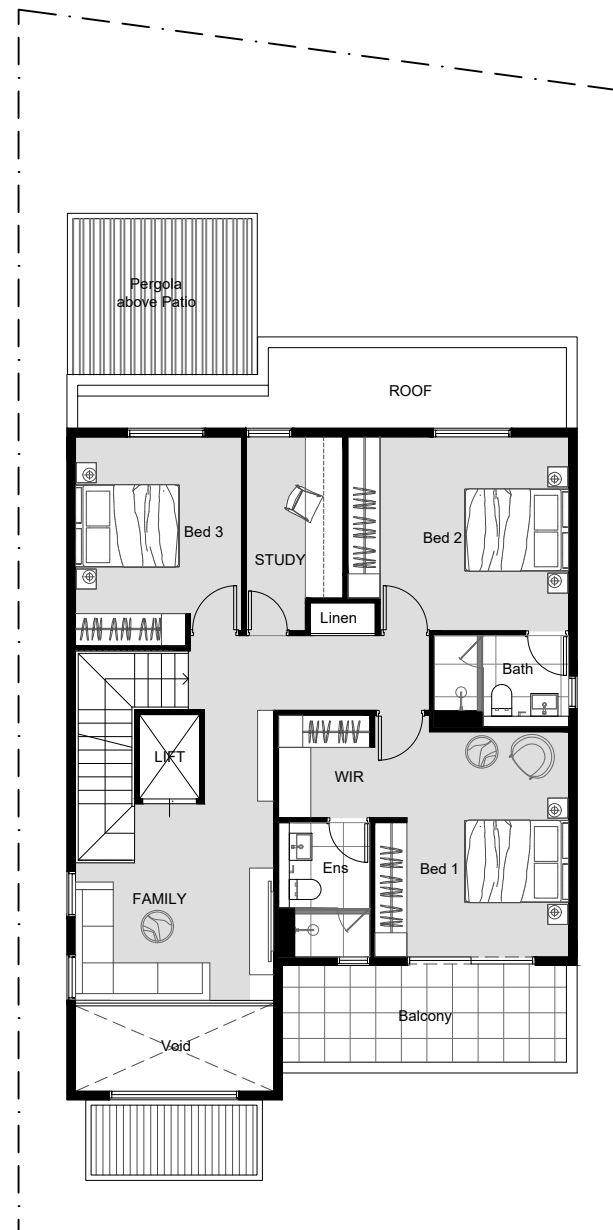 Pergola
above Patio
ROOF
Bed 3
STUDY
Bed 2
Linen
Bath
LIFT
WIR
Ens
Bed 1
FAMILY
Balcony
Void